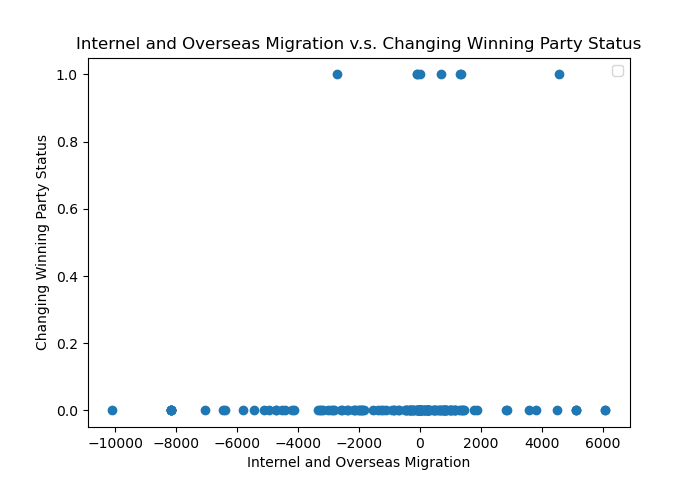 Internel and Overseas Migration v.s. Changing Winning Party Status
1.0
0.8
0.6
0.4
0.2
0.0
Changing Winning Party Status
−10000 −8000 −6000 −4000 −2000 0 2000 4000 6000
Internel and Overseas Migration